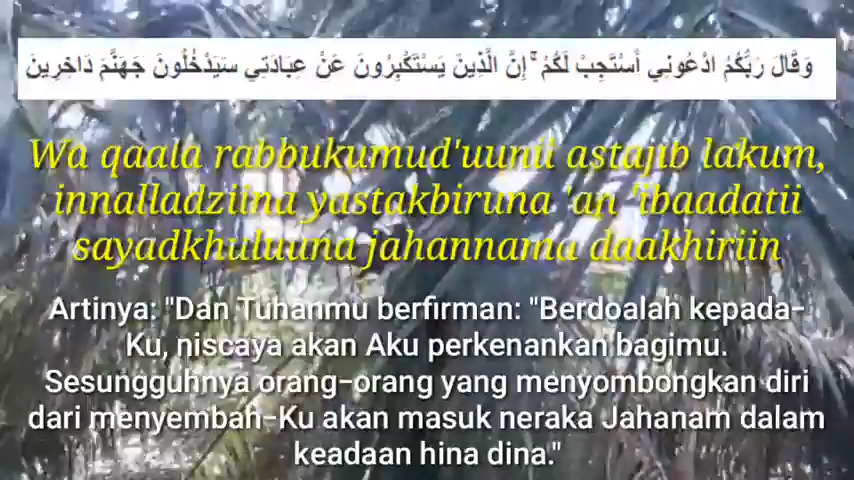 وَقَالَ رَبُّكُمُ ادْعُونِي أَسْتَجِبْ لَكُمْ ۚ إِنَّ الَّذِينَ يَسْتَكْبِرُونَ عَنْ عِبَادَتِي سَيَدْخُلُونَ جَهَنَّمَ دَاخِرِينَ
Wa qaala rabbukumud'uunii astajib lakum,
innalladziina yastakbiruna 'an 'ibaadatii
sayadkhuluuna jahannama daakhiriin
Artinya: "Dan Tuhanmu berfirman: "Berdoalah kepada-
Ku, niscaya akan Aku perkenankan bagimu.
Sesungguhnya orang-orang yang menyombongkan diri
dari menyembah-Ku akan masuk neraka Jahanam dalam
keadaan hina dina."